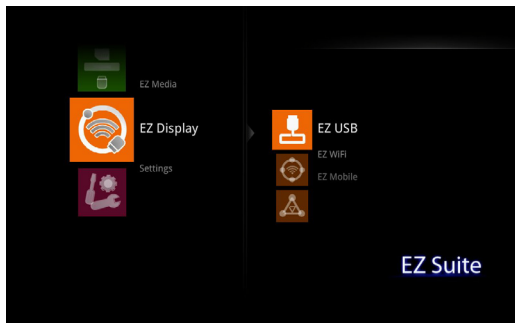 EZ Media
EZ Display
Settings
EZ USB
EZ WiFi
EZ Mobile
EZ Suite